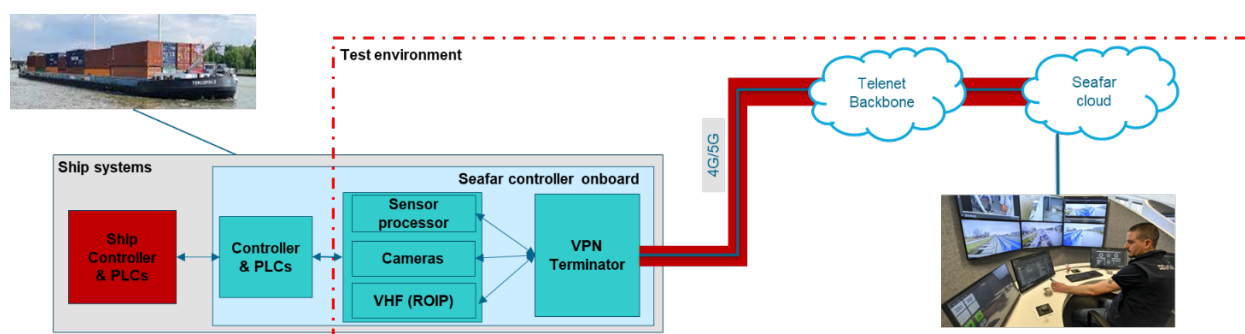 Test environment
Telenet
Backbone
Seafar
cloud
4G/5G
Ship systems
Seafar controller onboard
Ship
Controller
& PLCs
Controller
& PLCs
Sensor
processor
Cameras
VHF (ROIP)
VPN
Terminator